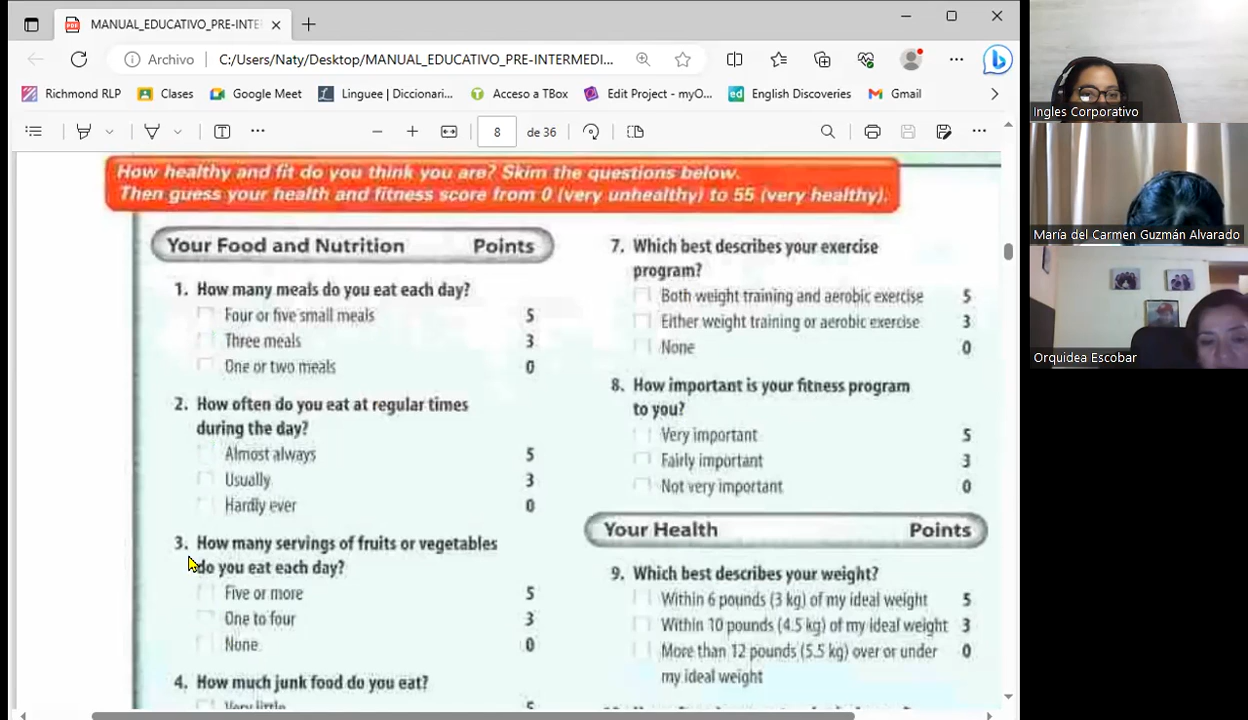 MANUAL_EDUCATIVO_PRE-INTE
Archivo C:/Users/Naty/Desktop/MANUAL_EDUCATIVO_PRE-INTERMEDI...
Richmond RLP Clases Google Meet Linguee | Diccionari... Acceso a TBox Edit Project - myO... English Discoveries Gmail
8 de 36
How healthy and fit do you think you are? Skim the questions below.
Then guess your health and fitness score from 0 (very unhealthy) to 55 (very healthy).
Your Food and Nutrition Points
1. How many meals do you eat each day?
Four or five small meals 5
Three meals 3
One or two meals 0
2. How often do you eat at regular times
during the day?
Almost always 5
Usually 3
Hardly ever 0
3. How many servings of fruits or vegetables
do you eat each day?
Five or more 5
One to four 3
None 0
4. How much junk food do you eat?
Very little 5
7. Which best describes your exercise
program?
Both weight training and aerobic exercise 5
Either weight training or aerobic exercise 3
None 0
8. How important is your fitness program
to you?
Very important 5
Fairly important 3
Not very important 0
Your Health Points
9. Which best describes your weight?
Within 6 pounds (3 kg) of my ideal weight 5
Within 10 pounds (4.5 kg) of my ideal weight 3
More than 12 pounds (5.5 kg) over or under 0
my ideal weight
Ingles Corporativo
María del Carmen Guzmán Alvarado
Orquidea Escobar